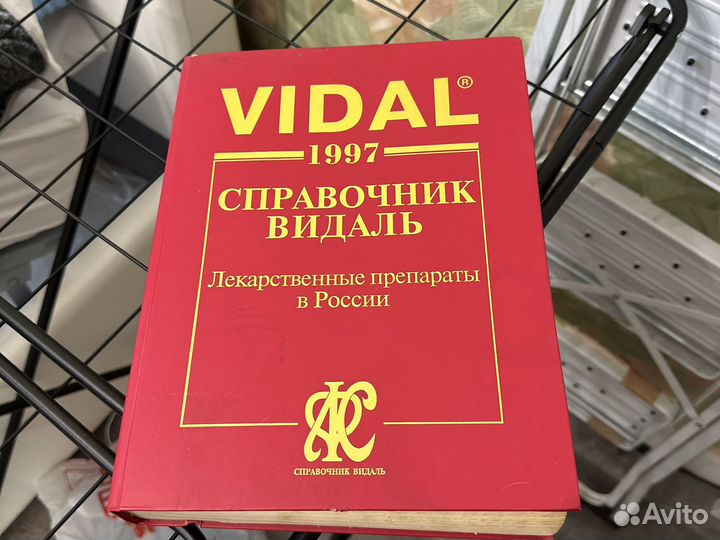 VIDAL®
1997
СПРАВОЧНИК
ВИДАЛЬ
Лекарственные препараты
в России
СПРАВОЧНИК ВИДАЛЬ
Avito